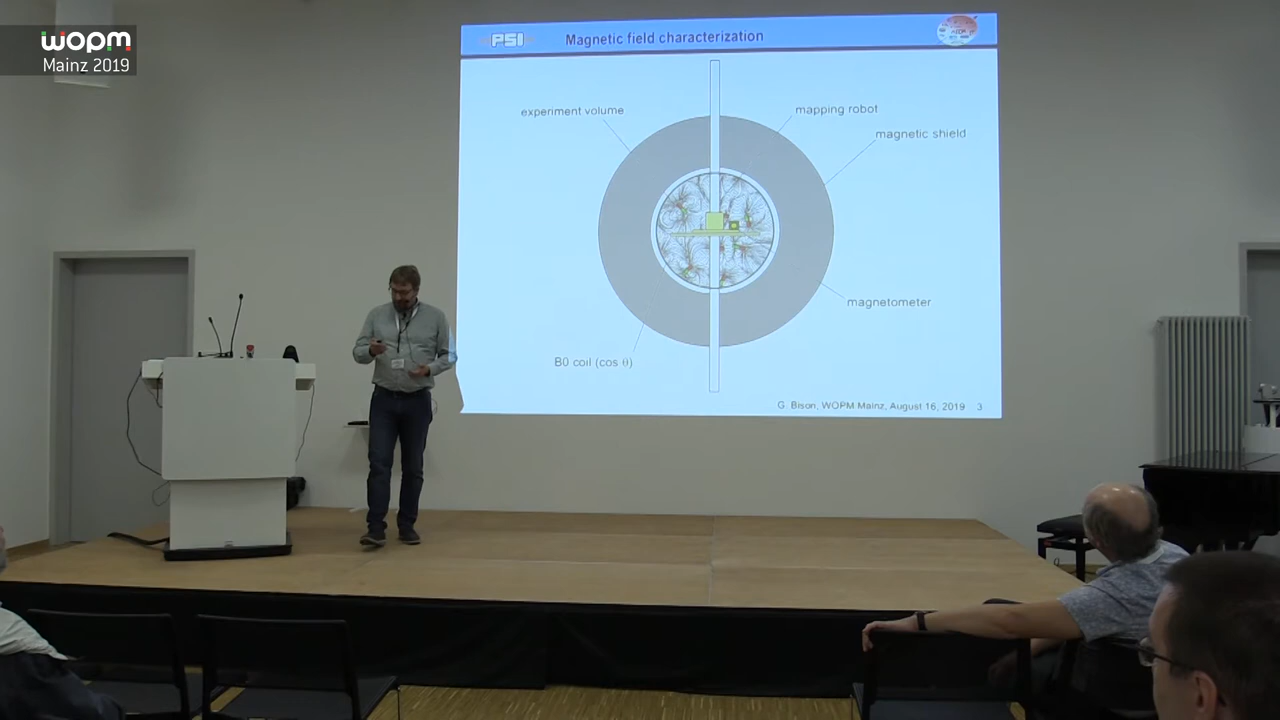 wopm
Mainz 2019
PSI
Magnetic field characterization
experiment volume
mapping robot
magnetic shield
magnetometer
B0 coil (cos θ)
G. Bison, WOPM Mainz, August 16, 2019 3